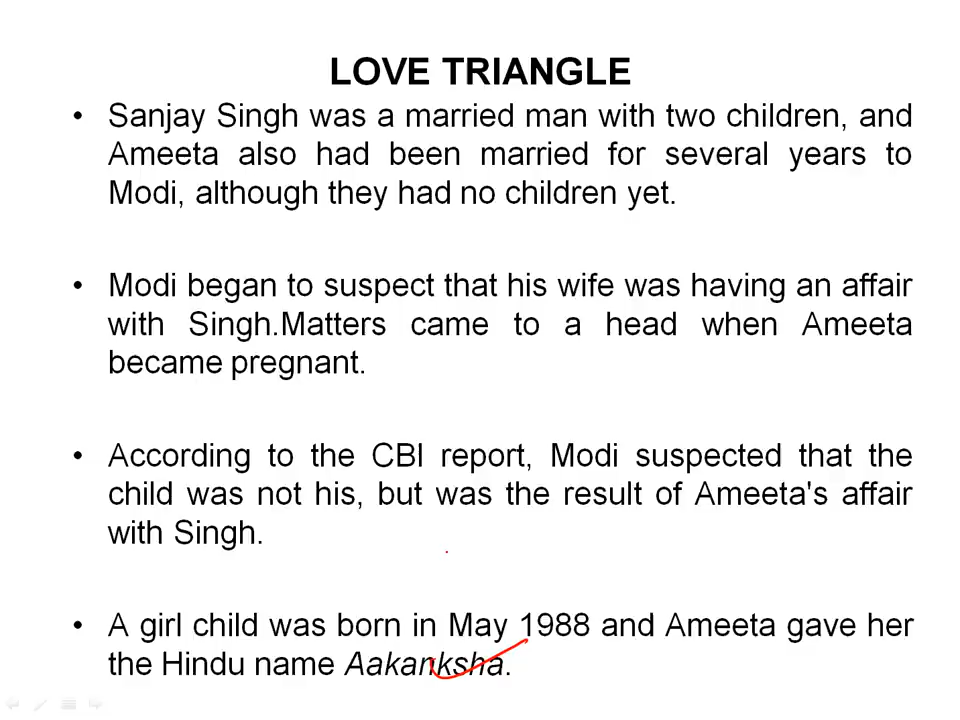 LOVE TRIANGLE
• Sanjay Singh was a married man with two children, and
Ameeta also had been married for several years to
Modi, although they had no children yet.
• Modi began to suspect that his wife was having an affair
with Singh.Matters came to a head when Ameeta
became pregnant.
• According to the CBI report, Modi suspected that the
child was not his, but was the result of Ameeta's affair
with Singh.
• A girl child was born in May 1988 and Ameeta gave her
the Hindu name Aakanksha.